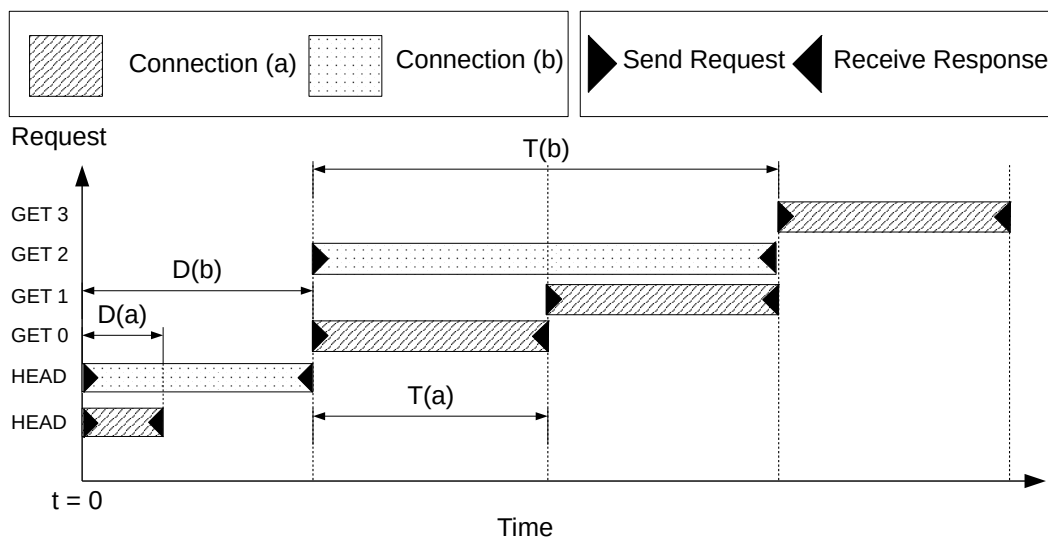 Connection (a)
Connection (b)
Send Request
Receive Response
Request
T(b)
GET 3
GET 2
D(b)
GET 1
D(a)
GET 0
HEAD
T(a)
HEAD
t = 0
Time